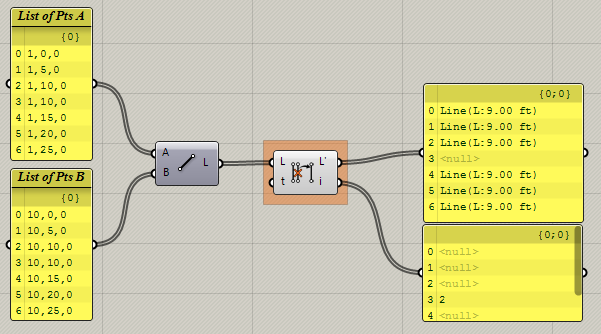 List of Pts A
{0}
0 1,0,0
1 1,5,0
2 1,10,0
3 1,10,0
4 1,15,0
5 1,20,0
6 1,25,0
List of Pts B
{0}
0 10,0,0
1 10,5,0
2 10,10,0
3 10,10,0
4 10,15,0
5 10,20,0
6 10,25,0
A L
B
L L'
t i
{0;0}
0 Line(L:9.00 ft)
1 Line(L:9.00 ft)
2 Line(L:9.00 ft)
3 <null>
4 Line(L:9.00 ft)
5 Line(L:9.00 ft)
6 Line(L:9.00 ft)
{0;0}
0 <null>
1 <null>
2 <null>
3 2
4 <null>